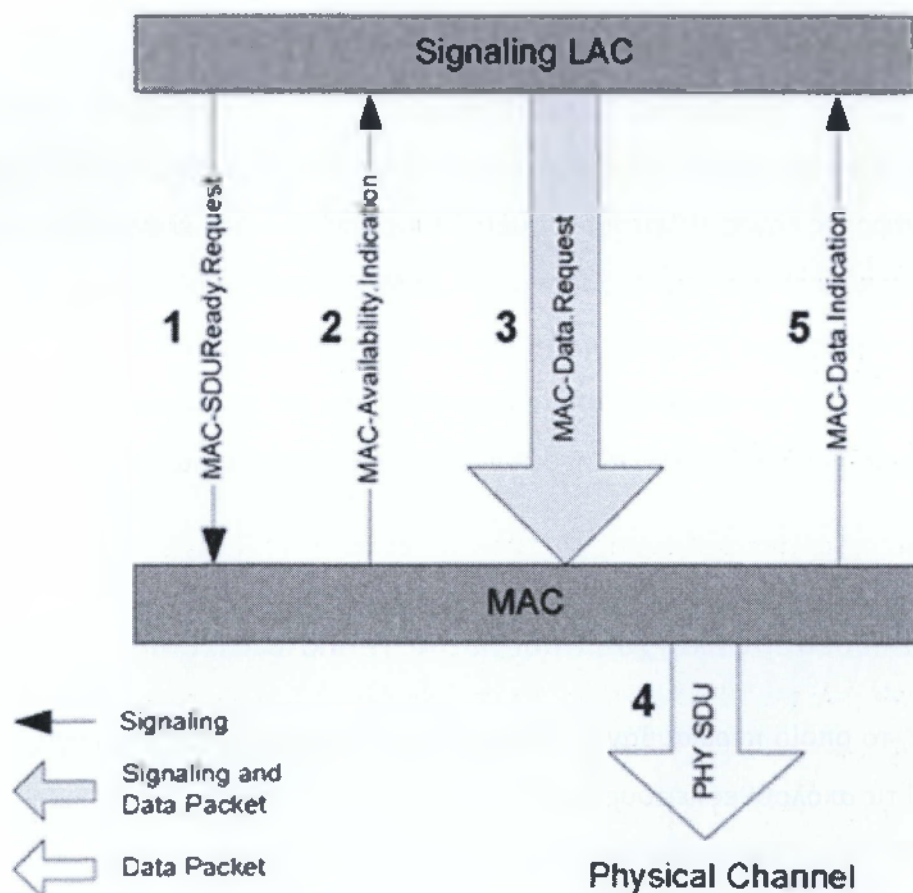 Signaling LAC
1
MAC-SDUReady.Request
2
MAC-Availability.Indication
3
MAC-Data.Request
5
MAC-Data.Indication
MAC
4
PHY SDU
Signaling
Signaling and
Data Packet
Data Packet
Physical Channel